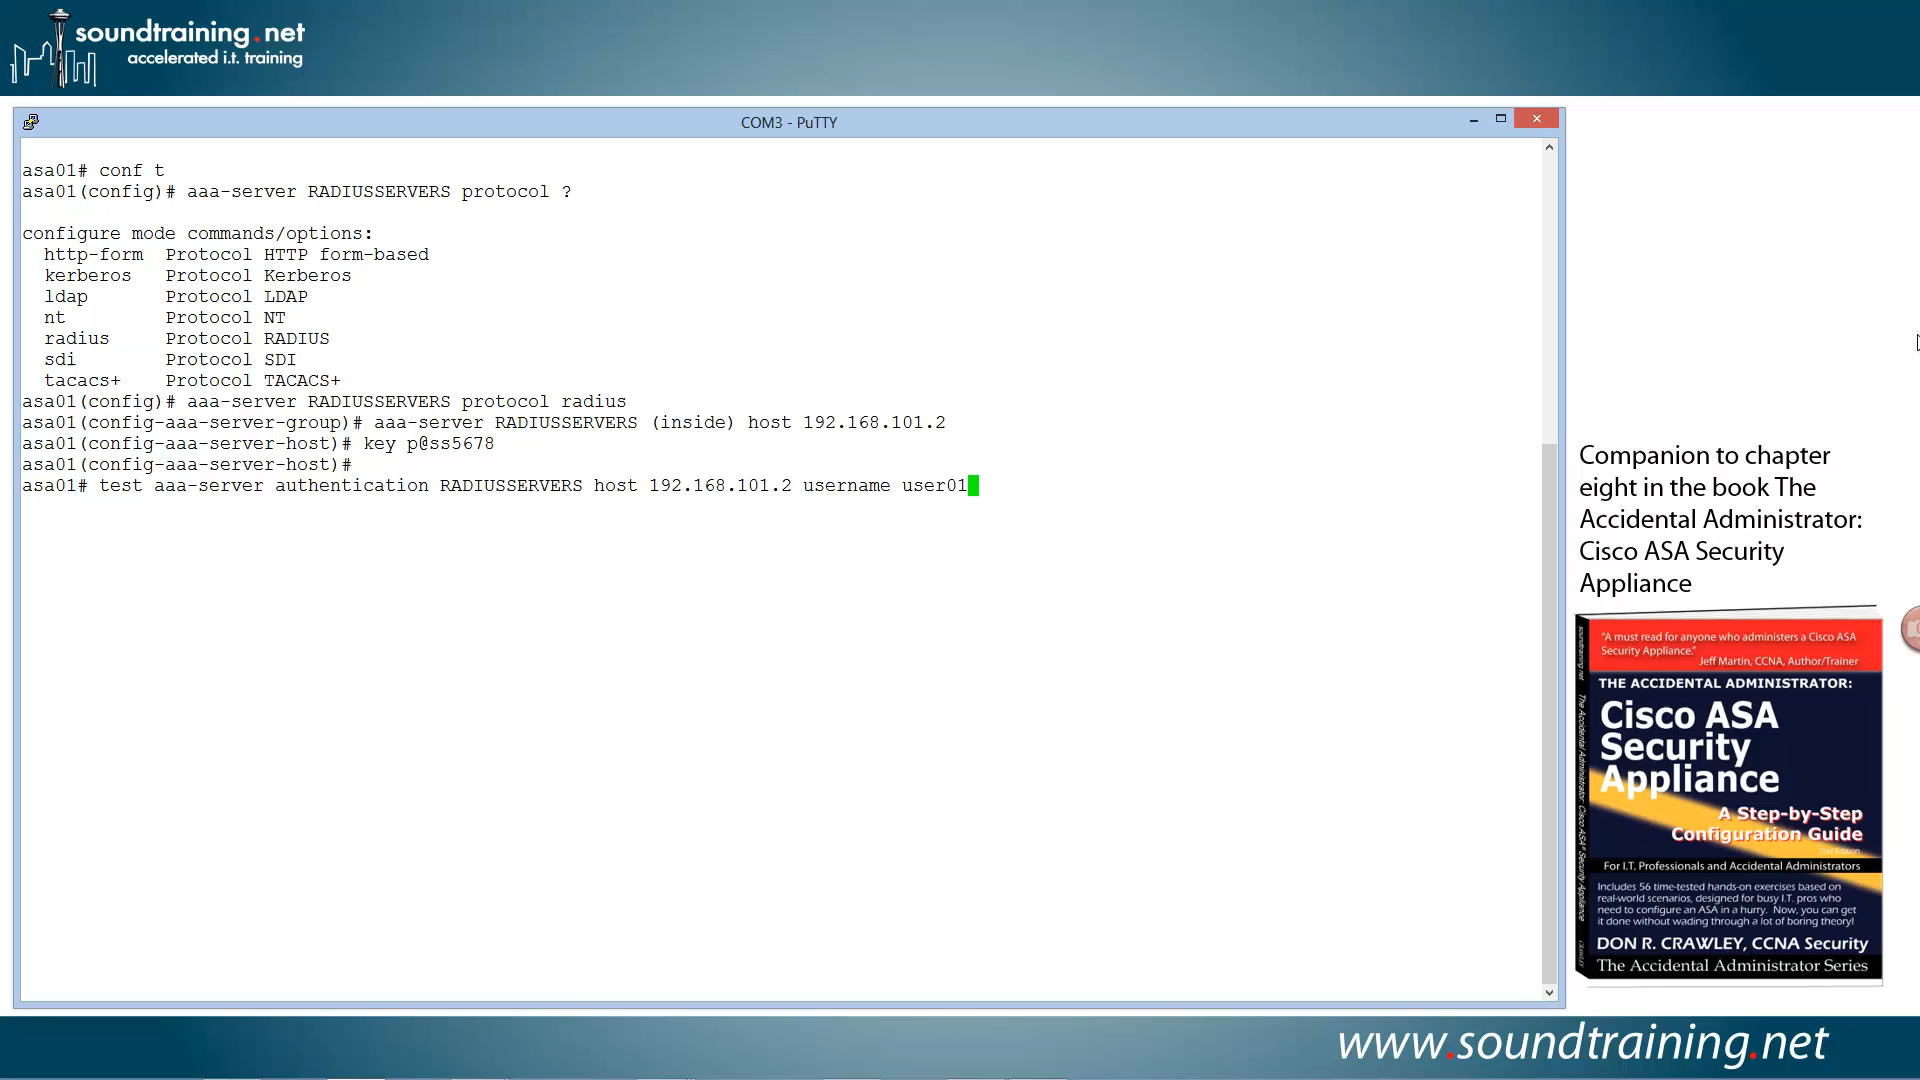 soundtraining.net
accelerated i.t. training
COM3 - PuTTY
asa01# conf t
asa01(config)# aaa-server RADIUSSERVERS protocol ?
configure mode commands/options:
http-form Protocol HTTP form-based
kerberos Protocol Kerberos
ldap Protocol LDAP
nt Protocol NT
radius Protocol RADIUS
sdi Protocol SDI
tacacs+ Protocol TACACS+
asa01(config)# aaa-server RADIUSSERVERS protocol radius
asa01(config-aaa-server-group)# aaa-server RADIUSSERVERS (inside) host 192.168.101.2
asa01(config-aaa-server-host)# key p@ss5678
asa01(config-aaa-server-host)#
asa01# test aaa-server authentication RADIUSSERVERS host 192.168.101.2 username user01
Companion to chapter
eight in the book The
Accidental Administrator:
Cisco ASA Security
Appliance
"A must read for anyone who administers a Cisco ASA
Security Appliance."
Jeff Martin, CCNA, Author/Trainer
THE ACCIDENTAL ADMINISTRATOR:
Cisco ASA
Security
Appliance
A Step-by-Step
Configuration Guide
For I.T. Professionals and Accidental Administrators
Includes 56 time-tested hands-on exercises based on
real-world scenarios, designed for busy I.T. pros who
need to configure an ASA in a hurry. Now, you can get
it done without wading through a lot of boring theory!
DON R. CRAWLEY, CCNA Security
The Accidental Administrator Series
www.soundtraining.net